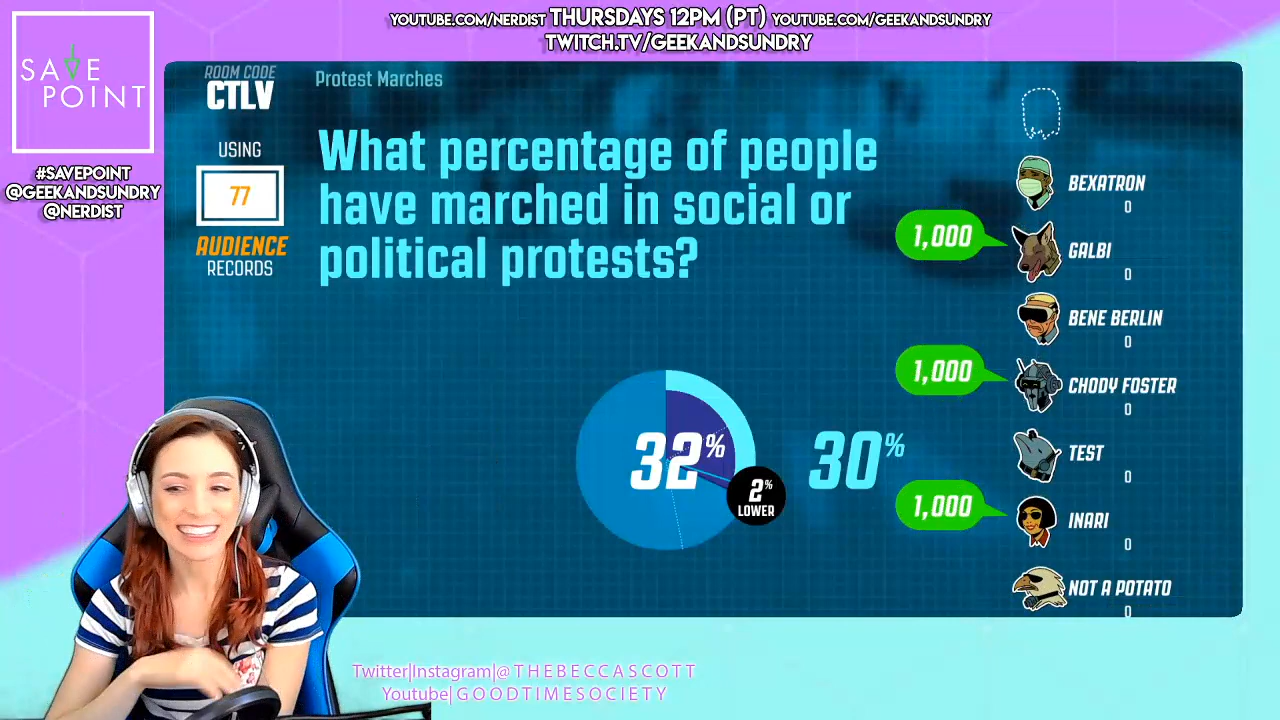 YOUTUBE.COM/NERDIST THURSDAYS 12PM (PT) YOUTUBE.COM/GEEKANDSUNDRY
TWITCH.TV/GEEKANDSUNDRY
SAVE
POINT
#SAVEPOINT
@GEEKANDSUNDRY
@NERDIST
ROOM CODE
CTLV
USING
77
AUDIENCE
RECORDS
Protest Marches
What percentage of people
have marched in social or
political protests?
32%
2%
LOWER
30%
BEXATRON
0
1,000
GALBI
0
BENE BERLIN
0
1,000
CHODY FOSTER
0
TEST
0
1,000
INARI
0
NOT A POTATO
0
Twitter|Instagram|@THEBECCASCOTT
Youtube|GOODTIMESOCIETY